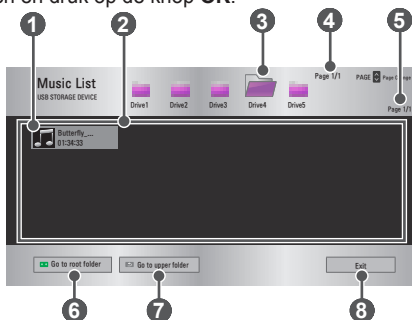 en druk op de knop OK.
1 2 3 4 5
Music List
USB STORAGE DEVICE
Drive1 Drive2 Drive3 Drive4 Drive5
Page 1/1
PAGE Page Change
Page 1/1
Butterfly_...
01:34:33
Go to root folder
Go to upper folder
Exit
6 7 8